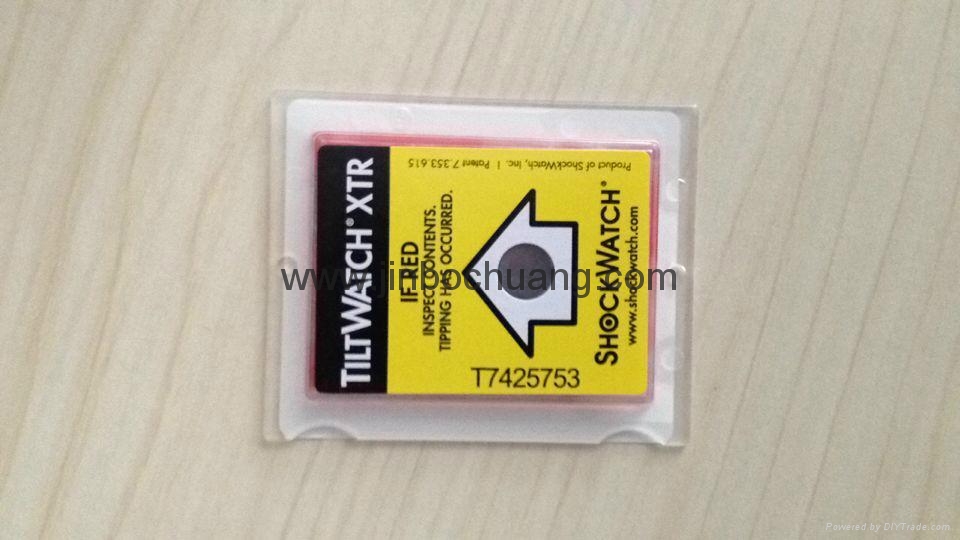 TILTWATCH® XTR
IF RED
INSPECT CONTENTS.
TIPPING HAS OCCURRED.
T7425753
SHOCKWATCH®
www.shockwatch.com
Product of ShockWatch, Inc. | Patent 7.353.615
www.jinbochuang.com
Powered by DIYTrade.com